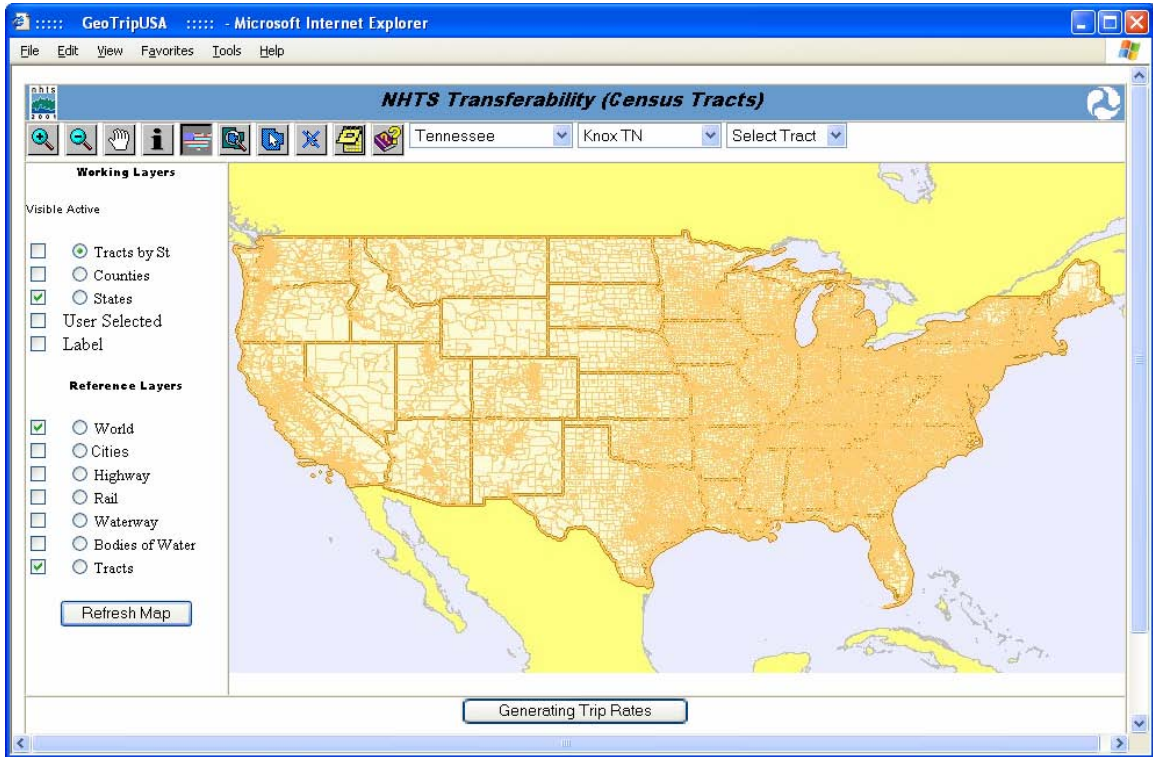 ::::: GeoTripUSA ::::: - Microsoft Internet Explorer
File Edit View Favorites Tools Help
nhts
2001
NHTS Transferability (Census Tracts)
Tennessee Knox TN Select Tract
Working Layers
Visible Active
Tracts by St
Counties
States
User Selected
Label
Reference Layers
World
Cities
Highway
Rail
Waterway
Bodies of Water
Tracts
Refresh Map
Generating Trip Rates